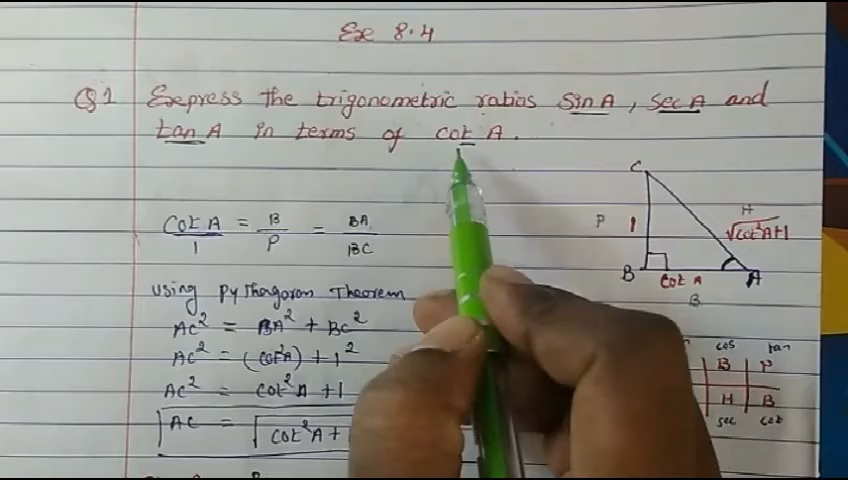 Ex 8.4
Q1 Express the trigonometric ratios sin A, sec A and
tan A in terms of cot A.
Cot A = B = BA
1 P BC
Using Pythagoran Theorem
AC² = BA² + BC²
AC² = (Cot²A) + 1²
AC² = Cot²A + 1
AC = √Cot²A +
C
P 1
H
√Cot²A+1
B Cot A A
B
cos tan
B P
H B
sec cot